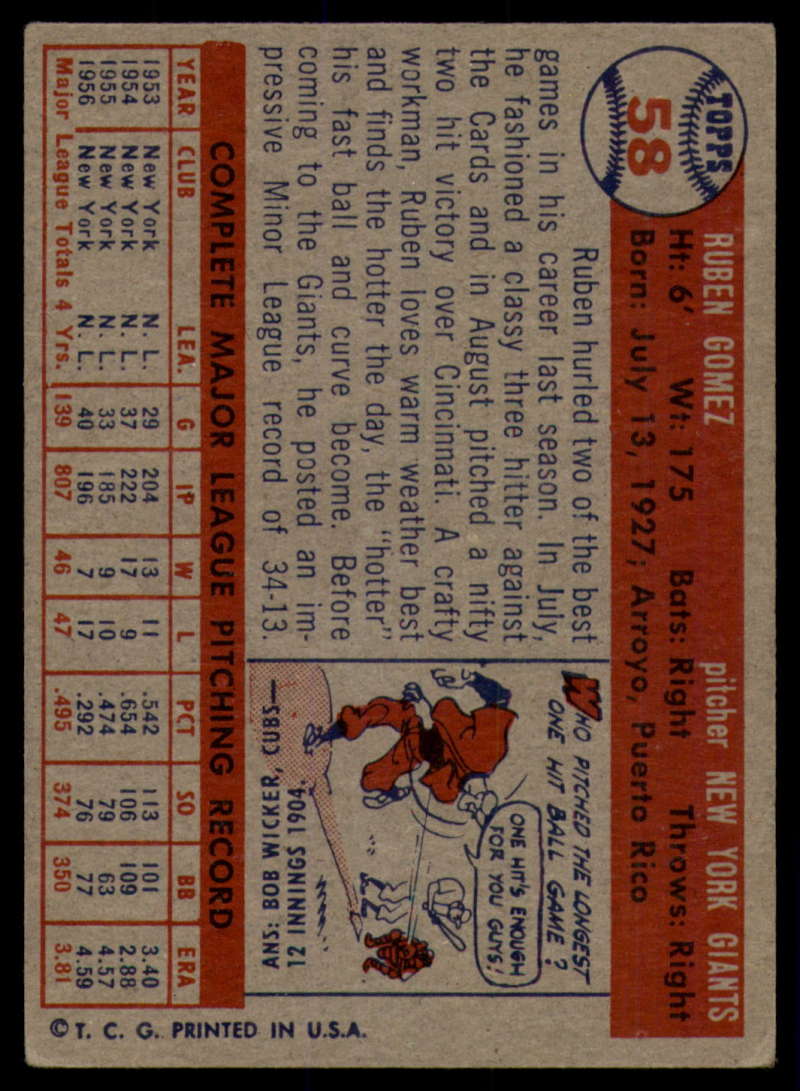 TOPPS
58
RUBEN GOMEZ pitcher NEW YORK GIANTS
Ht: 6' Wt: 175 Bats: Right Throws: Right
Born: July 13, 1927; Arroyo, Puerto Rico
Ruben hurled two of the best
games in his career last season. In July,
he fashioned a classy three hitter against
the Cards and in August pitched a nifty
two hit victory over Cincinnati. A crafty
workman, Ruben loves warm weather best
and finds the hotter the day, the "hotter"
his fast ball and curve become. Before
coming to the Giants, he posted an im-
pressive Minor League record of 34-13.
WHO PITCHED THE LONGEST
ONE HIT BALL GAME?
ONE HIT'S ENOUGH
FOR YOU GUYS!
ANS: BOB WICKER, CUBS—
12 INNINGS 1904.
COMPLETE MAJOR LEAGUE PITCHING RECORD
YEAR CLUB LEA. G IP W L PCT SO BB ERA
1953 New York N. L. 29 204 13 11 .542 113 101 3.40
1954 New York N. L. 37 222 17 9 .654 106 109 2.88
1955 New York N. L. 33 185 9 10 .474 79 63 4.57
1956 New York N. L. 40 196 7 17 .292 76 77 4.59
Major League Totals 4 Yrs. 139 807 46 47 .495 374 350 3.81
© T. C. G. PRINTED IN U.S.A.